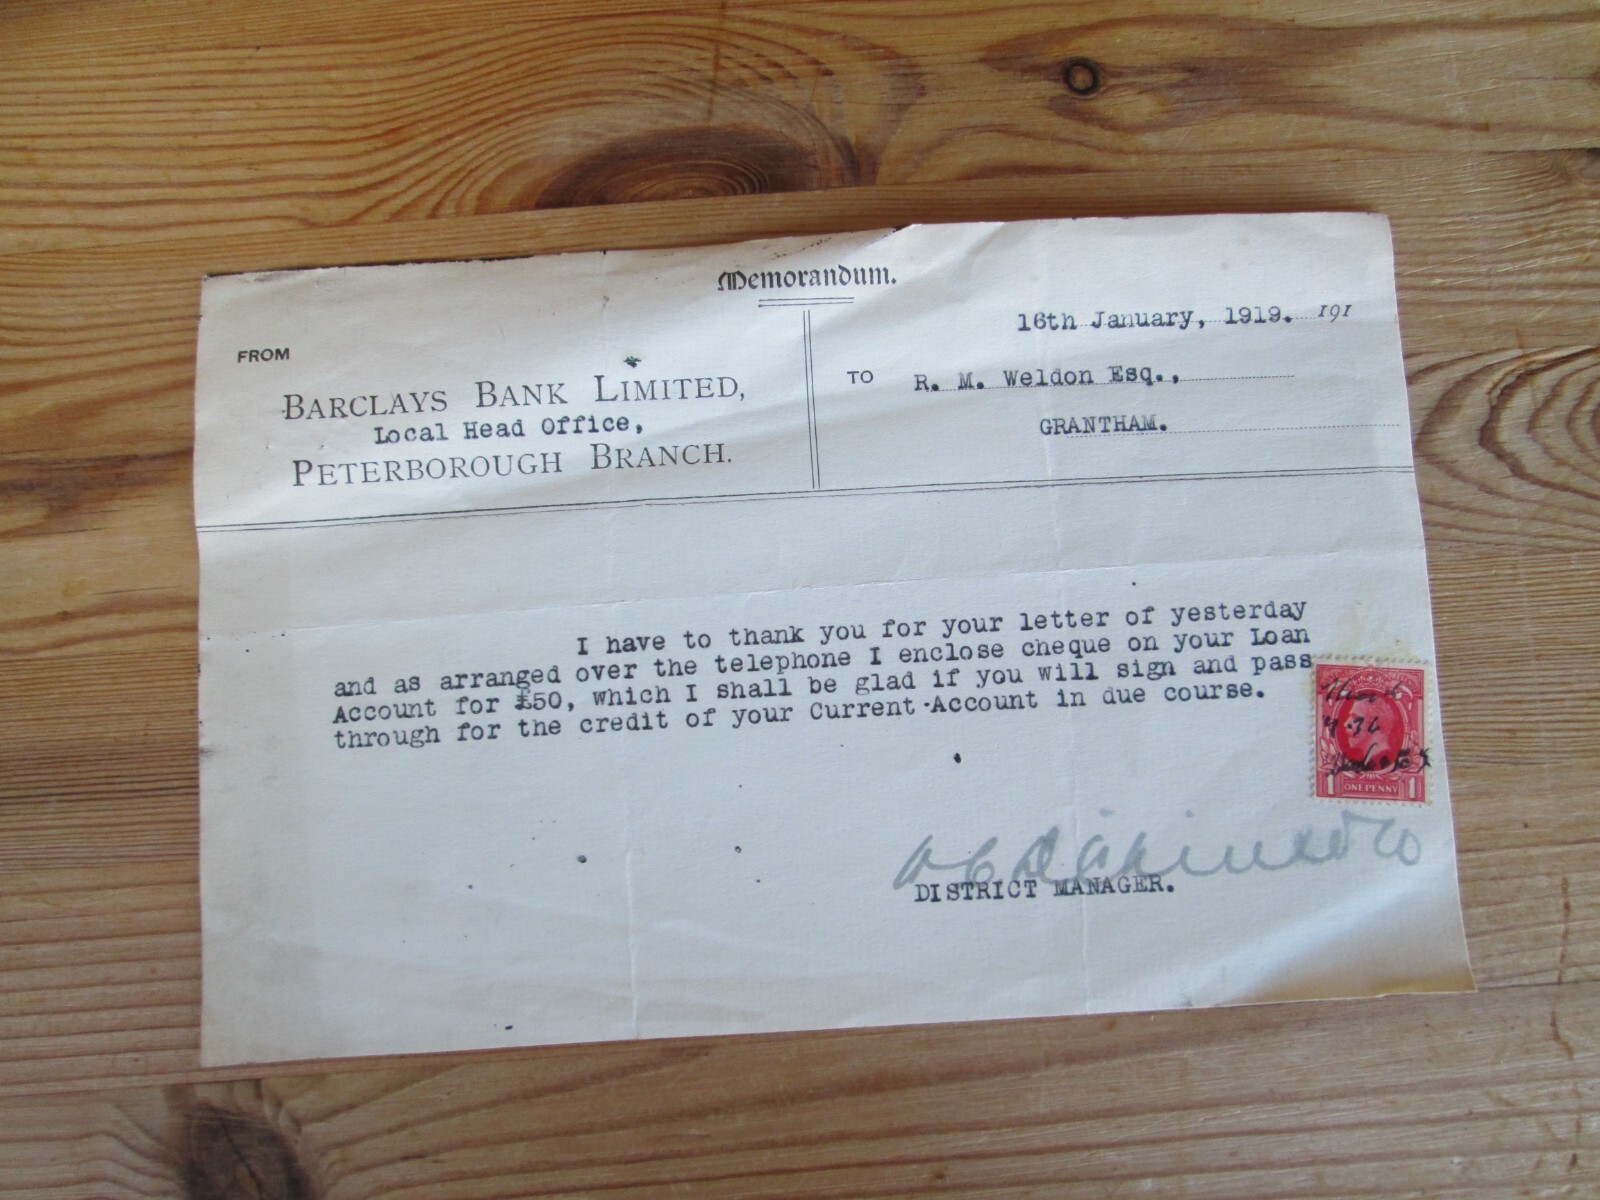 Memorandum.
16th January, 1919. 191
FROM
BARCLAYS BANK LIMITED,
Local Head Office,
PETERBOROUGH BRANCH.
TO R. M. Weldon Esq.,
GRANTHAM.
I have to thank you for your letter of yesterday
and as arranged over the telephone I enclose cheque on your Loan
Account for £50, which I shall be glad if you will sign and pass
through for the credit of your Current Account in due course.
1 ONE PENNY 1
DISTRICT MANAGER.